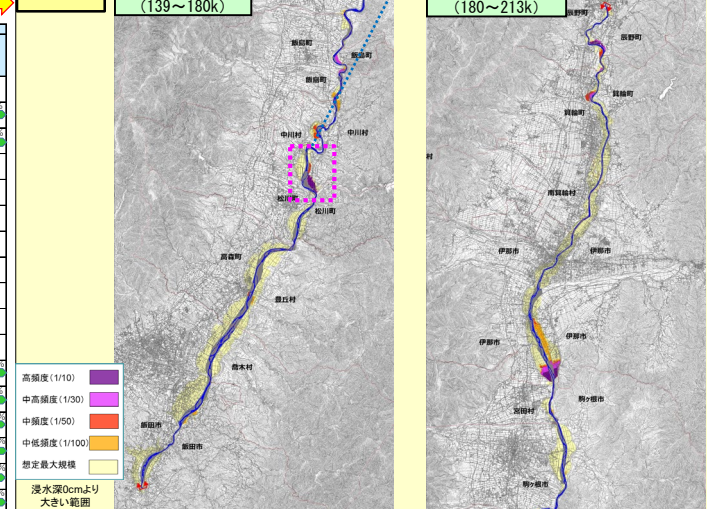 (139～180k)
(180～213k)
飯島町
飯島町
中川村
中川村
松川町
松川町
高森町
豊丘村
喬木村
飯田市
飯田市
辰野町
辰野町
箕輪町
箕輪町
村
南箕輪村
伊那市
伊那市
伊那市
伊那市
駒ヶ根市
宮田村
駒ヶ根市
高頻度(1/10)
中高頻度(1/30)
中頻度(1/50)
中低頻度(1/100)
想定最大規模
浸水深0cmより
大きい範囲